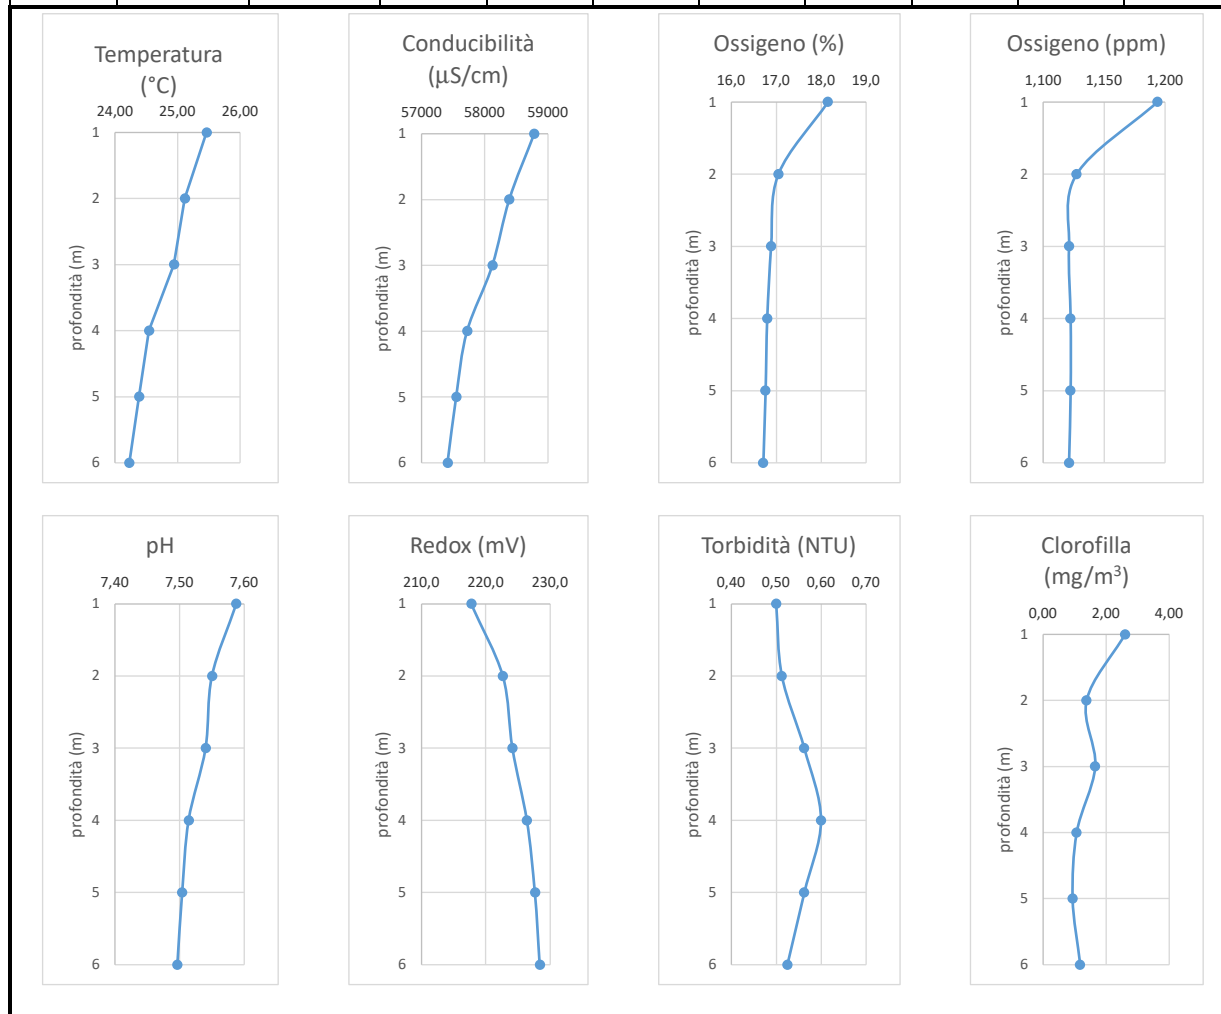 Temperatura
(°C)
24,00 25,00 26,00
1
2
3
4
5
6
profondità (m)
Conducibilità
(µS/cm)
57000 58000 59000
1
2
3
4
5
6
profondità (m)
Ossigeno (%)
16,0 17,0 18,0 19,0
1
2
3
4
5
6
profondità (m)
Ossigeno (ppm)
1,100 1,150 1,200
1
2
3
4
5
6
profondità (m)
pH
7,40 7,50 7,60
1
2
3
4
5
6
profondità (m)
Redox (mV)
210,0 220,0 230,0
1
2
3
4
5
6
profondità (m)
Torbidità (NTU)
0,40 0,50 0,60 0,70
1
2
3
4
5
6
profondità (m)
Clorofilla
(mg/m³)
0,00 2,00 4,00
1
2
3
4
5
6
profondità (m)